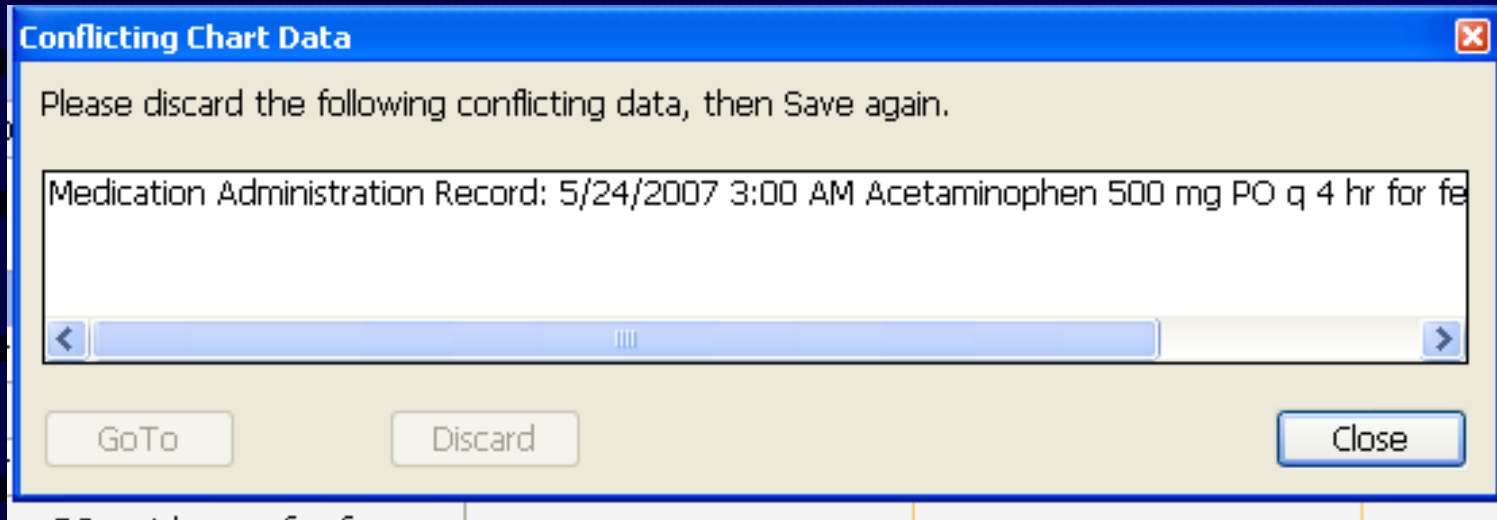 Conflicting Chart Data
Please discard the following conflicting data, then Save again.
Medication Administration Record: 5/24/2007 3:00 AM Acetaminophen 500 mg PO q 4 hr for fe
GoTo
Discard
Close